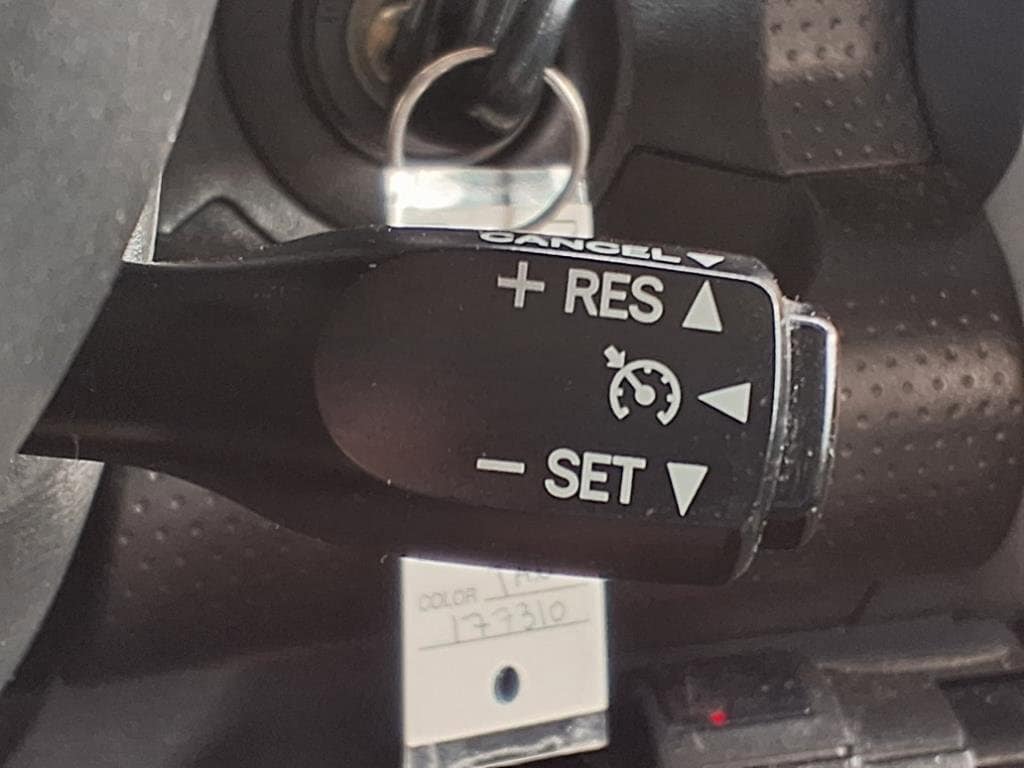 CANCEL
+ RES
- SET
COLOR
177310